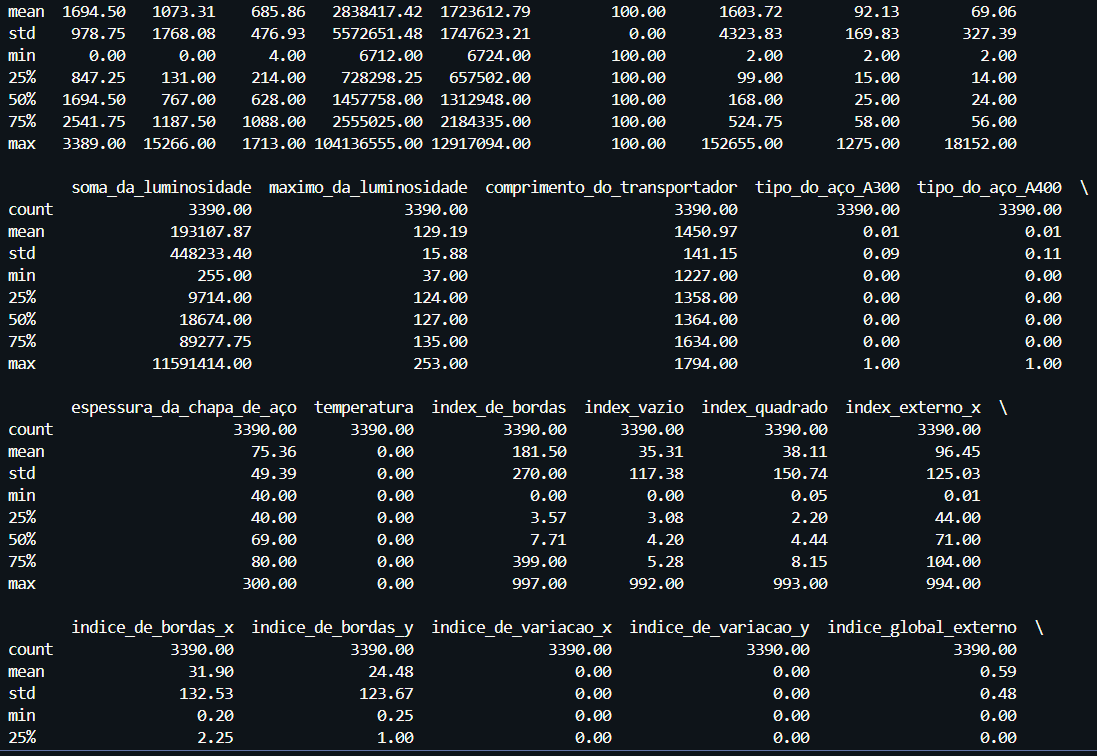 mean 1694.50 1073.31 685.86 2838417.42 1723612.79 100.00 1603.72 92.13 69.06
std 978.75 1768.08 476.93 5572651.48 1747623.21 0.00 4323.83 169.83 327.39
min 0.00 0.00 4.00 6712.00 6724.00 100.00 2.00 2.00 2.00
25% 847.25 131.00 214.00 728298.25 657502.00 100.00 99.00 15.00 14.00
50% 1694.50 767.00 628.00 1457758.00 1312948.00 100.00 168.00 25.00 24.00
75% 2541.75 1187.50 1088.00 2555025.00 2184335.00 100.00 524.75 58.00 56.00
max 3389.00 15266.00 1713.00 104136555.00 12917094.00 100.00 152655.00 1275.00 18152.00
soma_da_luminosidade maximo_da_luminosidade comprimento_do_transportador tipo_do_aço_A300 tipo_do_aço_A400 \
count 3390.00 3390.00 3390.00 3390.00 3390.00
mean 193107.87 129.19 1450.97 0.01 0.01
std 448233.40 15.88 141.15 0.09 0.11
min 255.00 37.00 1227.00 0.00 0.00
25% 9714.00 124.00 1358.00 0.00 0.00
50% 18674.00 127.00 1364.00 0.00 0.00
75% 89277.75 135.00 1634.00 0.00 0.00
max 11591414.00 253.00 1794.00 1.00 1.00
espessura_da_chapa_de_aço temperatura index_de_bordas index_vazio index_quadrado index_externo_x \
count 3390.00 3390.00 3390.00 3390.00 3390.00 3390.00
mean 75.36 0.00 181.50 35.31 38.11 96.45
std 49.39 0.00 270.00 117.38 150.74 125.03
min 40.00 0.00 0.00 0.00 0.05 0.01
25% 40.00 0.00 3.57 3.08 2.20 44.00
50% 69.00 0.00 7.71 4.20 4.44 71.00
75% 80.00 0.00 399.00 5.28 8.15 104.00
max 300.00 0.00 997.00 992.00 993.00 994.00
indice_de_bordas_x indice_de_bordas_y indice_de_variacao_x indice_de_variacao_y indice_global_externo \
count 3390.00 3390.00 3390.00 3390.00 3390.00
mean 31.90 24.48 0.00 0.00 0.59
std 132.53 123.67 0.00 0.00 0.48
min 0.20 0.25 0.00 0.00 0.00
25% 2.25 1.00 0.00 0.00 0.00